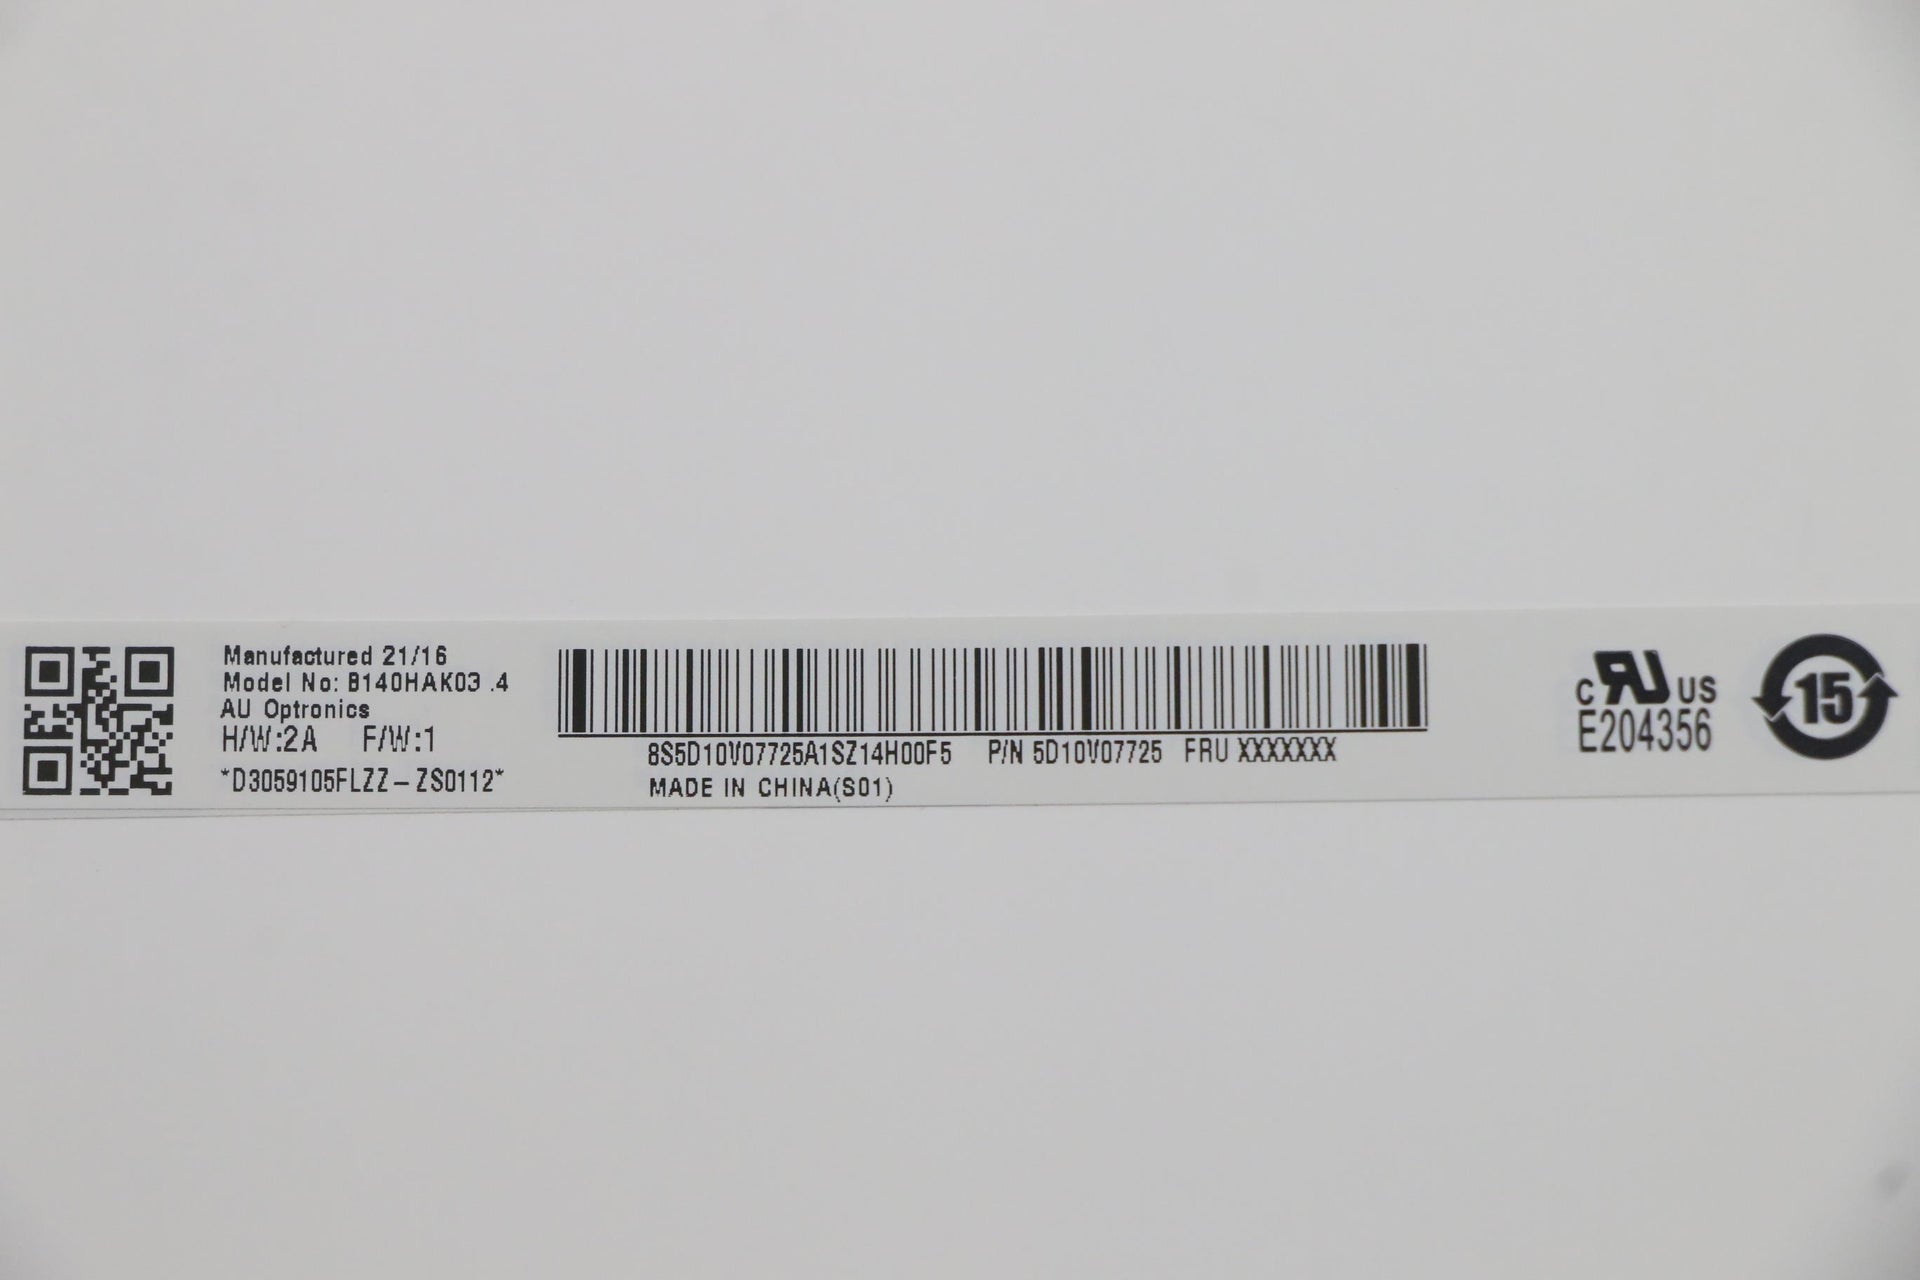 Manufactured 21/16
Model No: B140HAK03 .4
AU Optronics
H/W:2A F/W:1
*D3059105FLZZ-ZS0112*
8S5D10V07725A1SZ14H00F5 P/N 5D10V07725 FRU XXXXXXX
MADE IN CHINA(S01)
C RU US
E204356
15